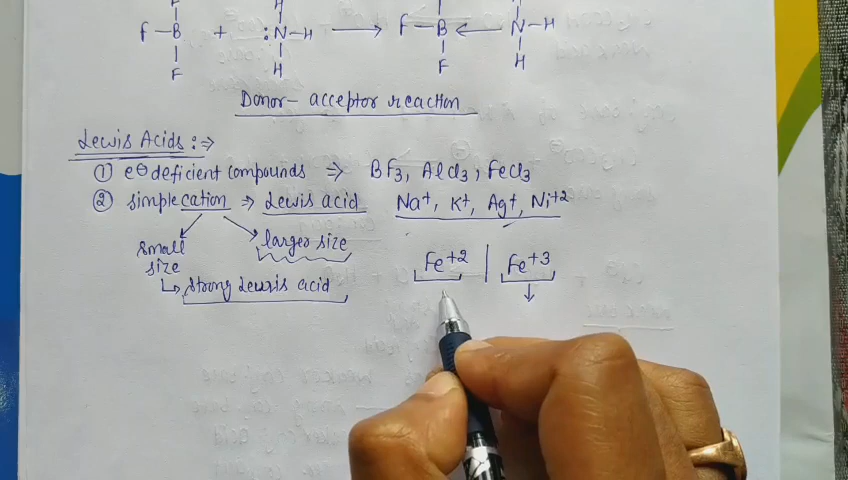 F H F H
F-B + :N-H → F-B ← N-H
F H F H
Donor- acceptor reaction
Lewis Acids:⇒
① e⊖ deficient compounds ⇒ BF3, AlCl3, FeCl3
② simple cation ⇒ Lewis acid Na+, K+, Ag+, Ni+2
small size larger size
Fe+2 | Fe+3
↳ strong Lewis acid